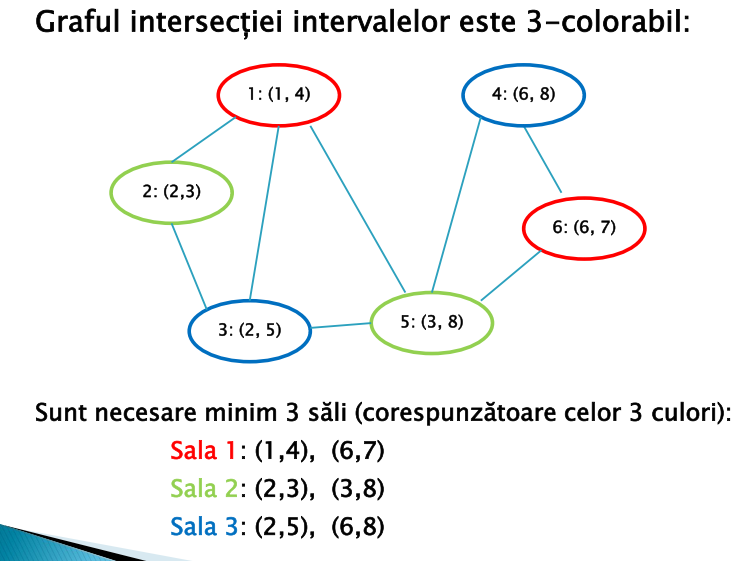 Graful intersecției intervalelor este 3-colorabil:
1: (1, 4)
4: (6, 8)
2: (2,3)
6: (6, 7)
3: (2, 5)
5: (3, 8)
Sunt necesare minim 3 săli (corespunzătoare celor 3 culori):
Sala 1: (1,4), (6,7)
Sala 2: (2,3), (3,8)
Sala 3: (2,5), (6,8)